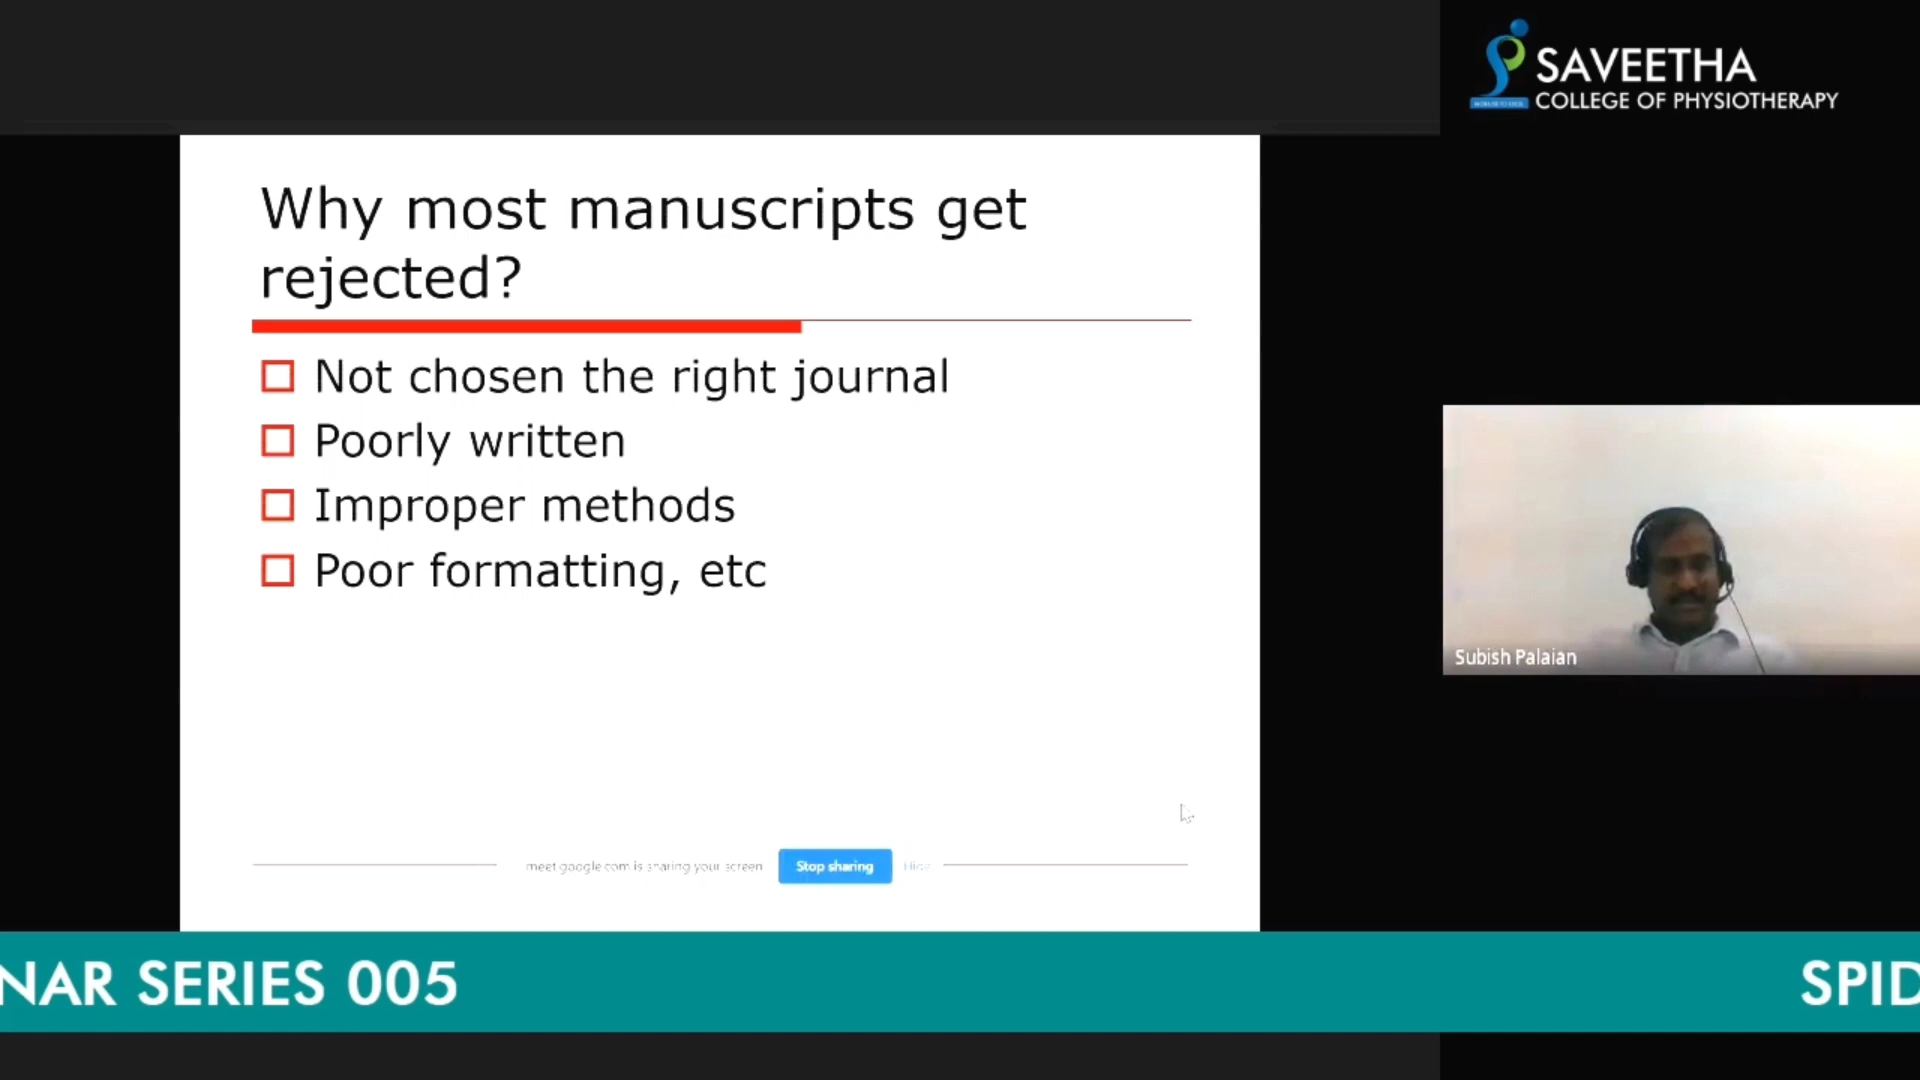 SAVEETHA
COLLEGE OF PHYSIOTHERAPY
Why most manuscripts get
rejected?
Not chosen the right journal
Poorly written
Improper methods
Poor formatting, etc
Subish Palaian
meet.google.com is sharing your screen
Stop sharing
Hide
NAR SERIES 005
SPID